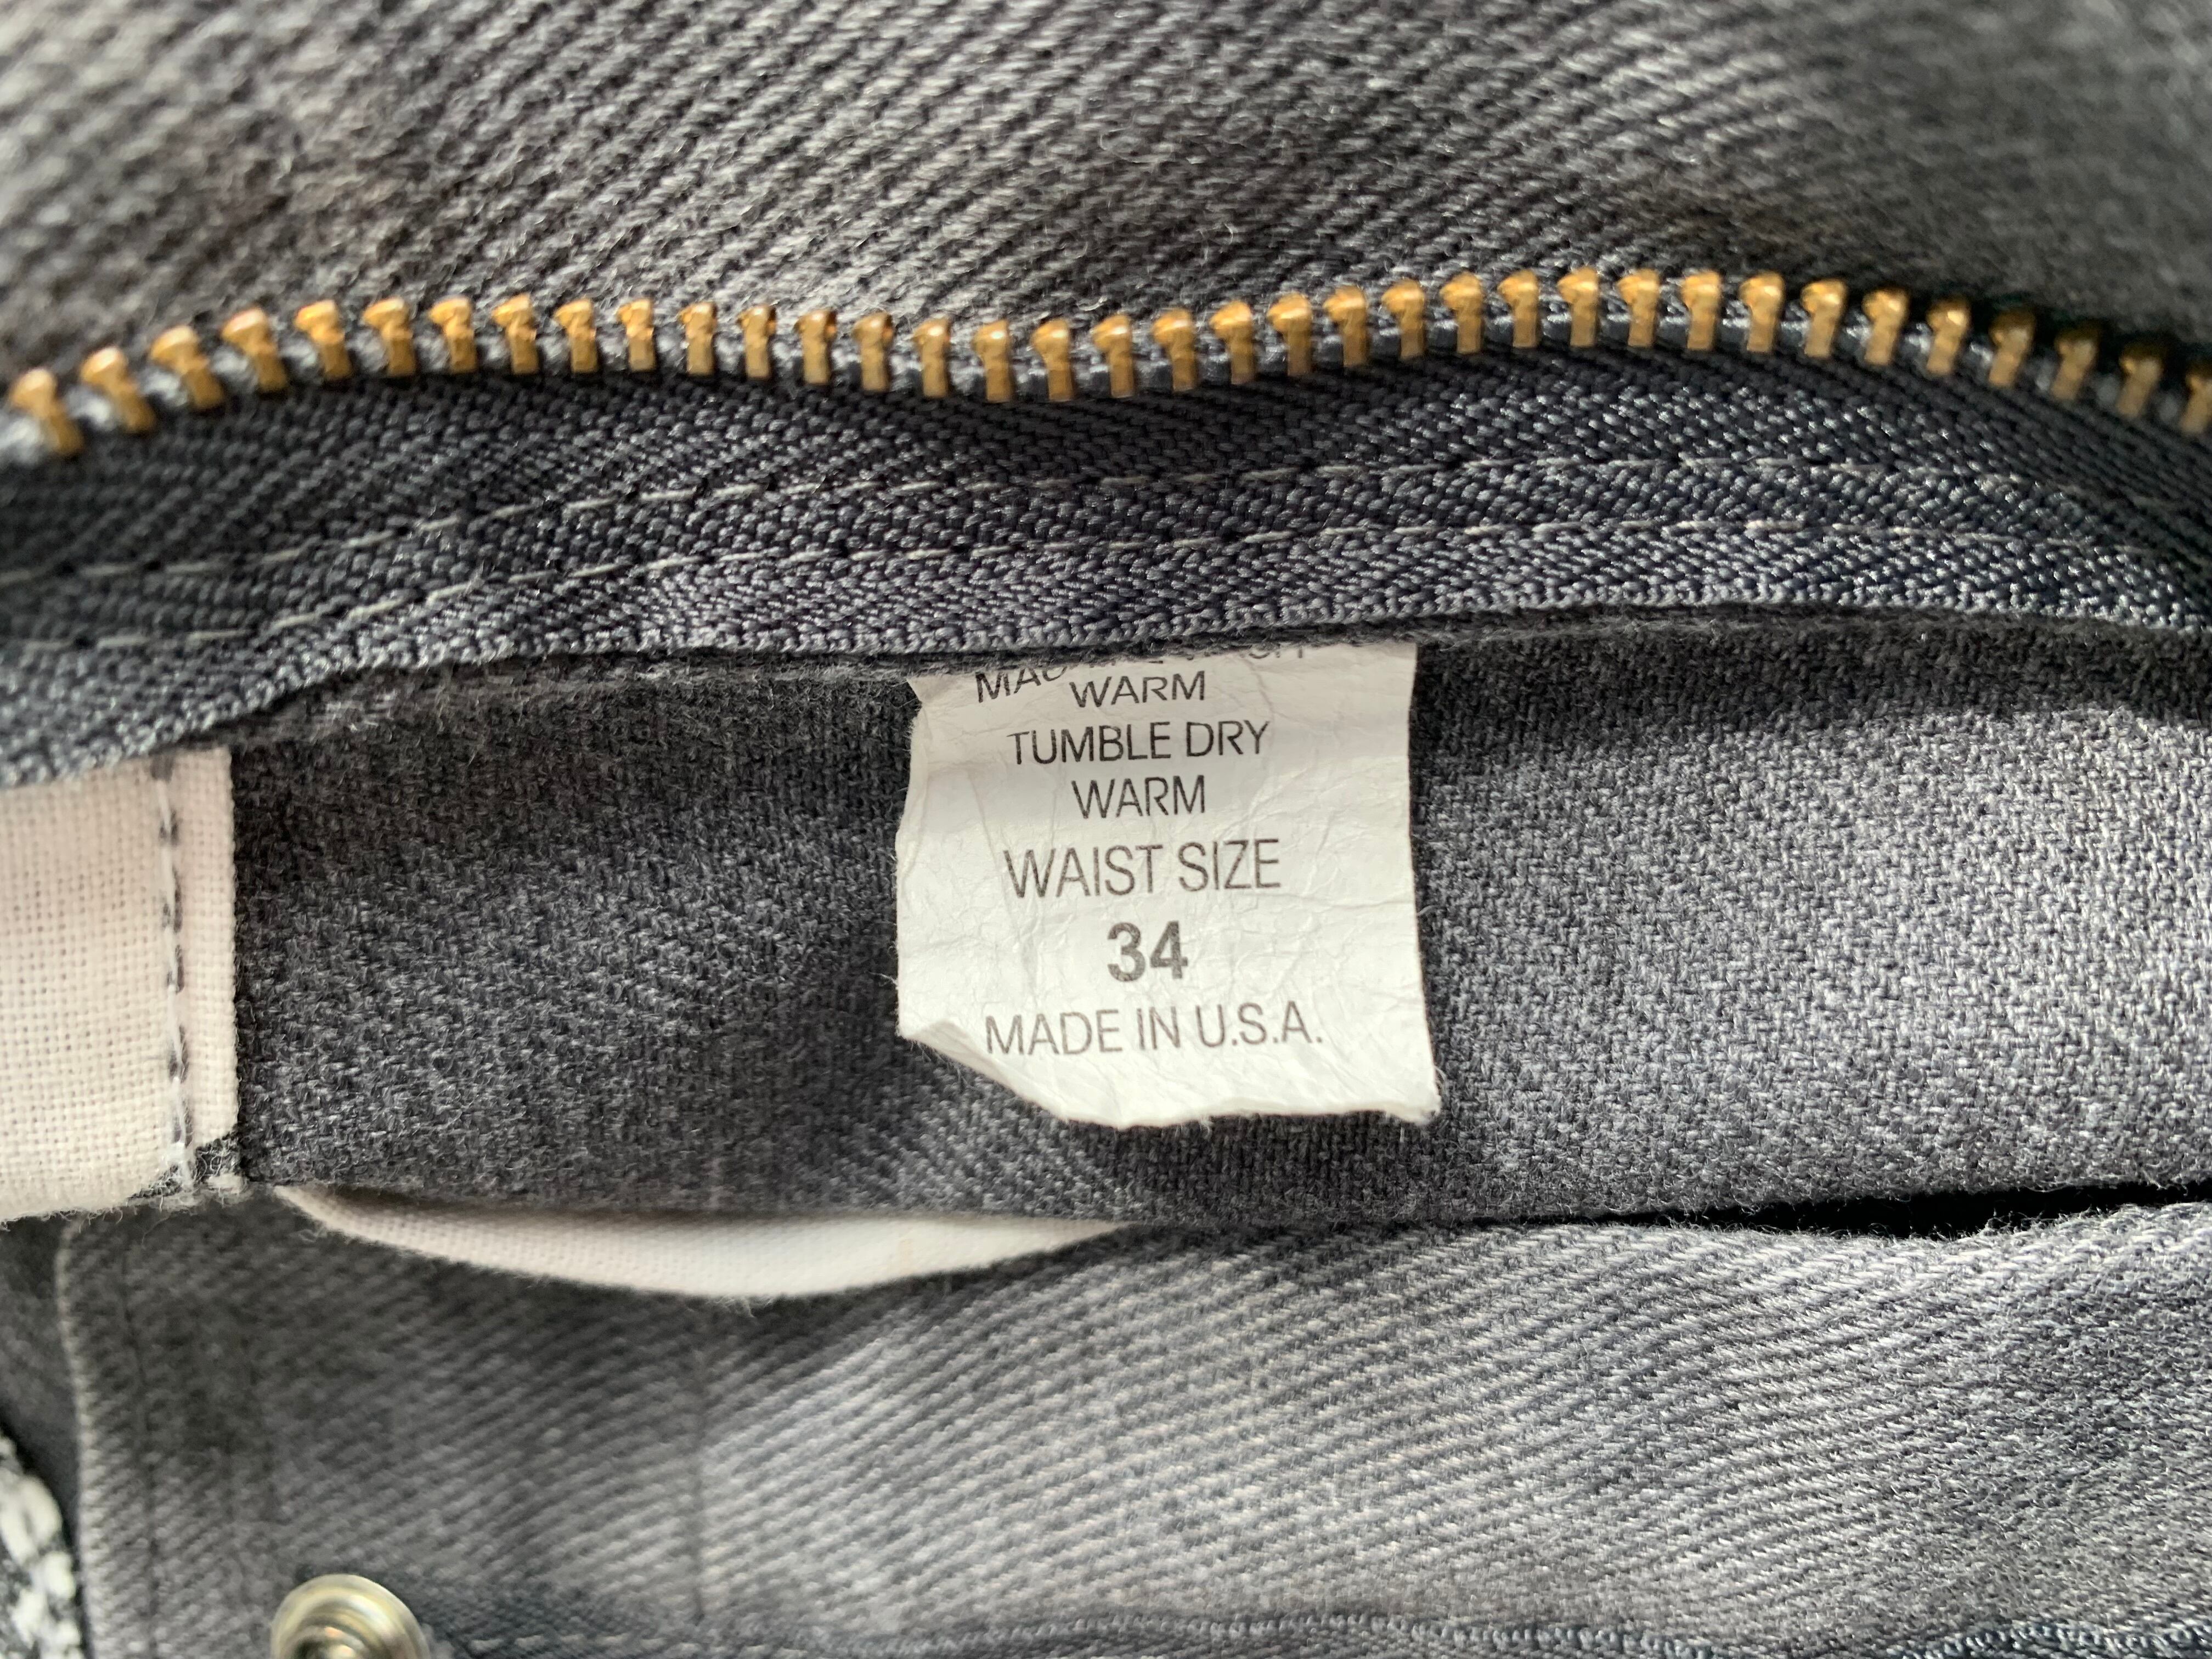 WARM
TUMBLE DRY
WARM
WAIST SIZE
34
MADE IN U.S.A.